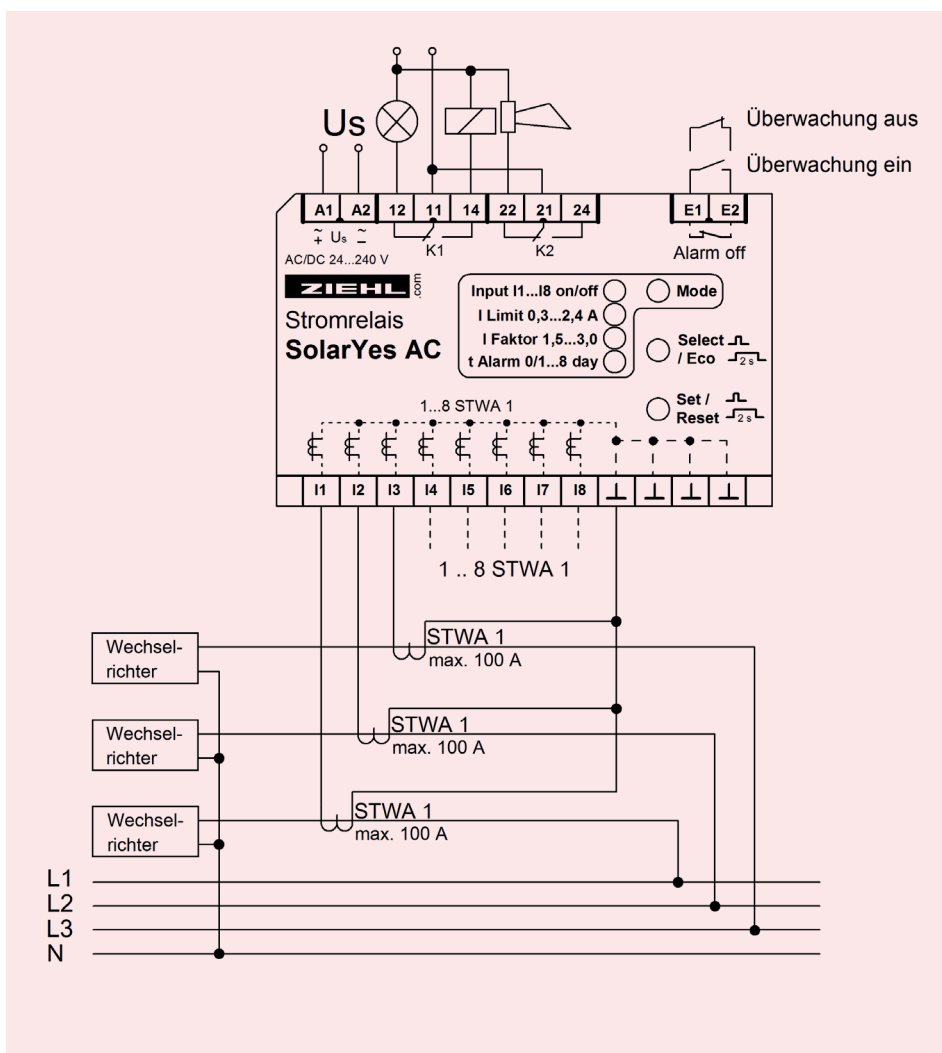 Us
Überwachung aus
Überwachung ein
A1 A2 12 11 14 22 21 24 E1 E2
~ Us ~
+ −
K1 K2 Alarm off
AC/DC 24...240 V
ZIEHL.com
Stromrelais
SolarYes AC
Input I1...I8 on/off
I Limit 0,3...2,4 A
I Faktor 1,5...3,0
t Alarm 0/1...8 day
Mode
Select
/ Eco 2 s
Set /
Reset 2 s
1...8 STWA 1
I1 I2 I3 I4 I5 I6 I7 I8 ⊥ ⊥ ⊥ ⊥
1 .. 8 STWA 1
Wechsel-
richter
STWA 1
max. 100 A
Wechsel-
richter
STWA 1
max. 100 A
Wechsel-
richter
STWA 1
max. 100 A
L1
L2
L3
N